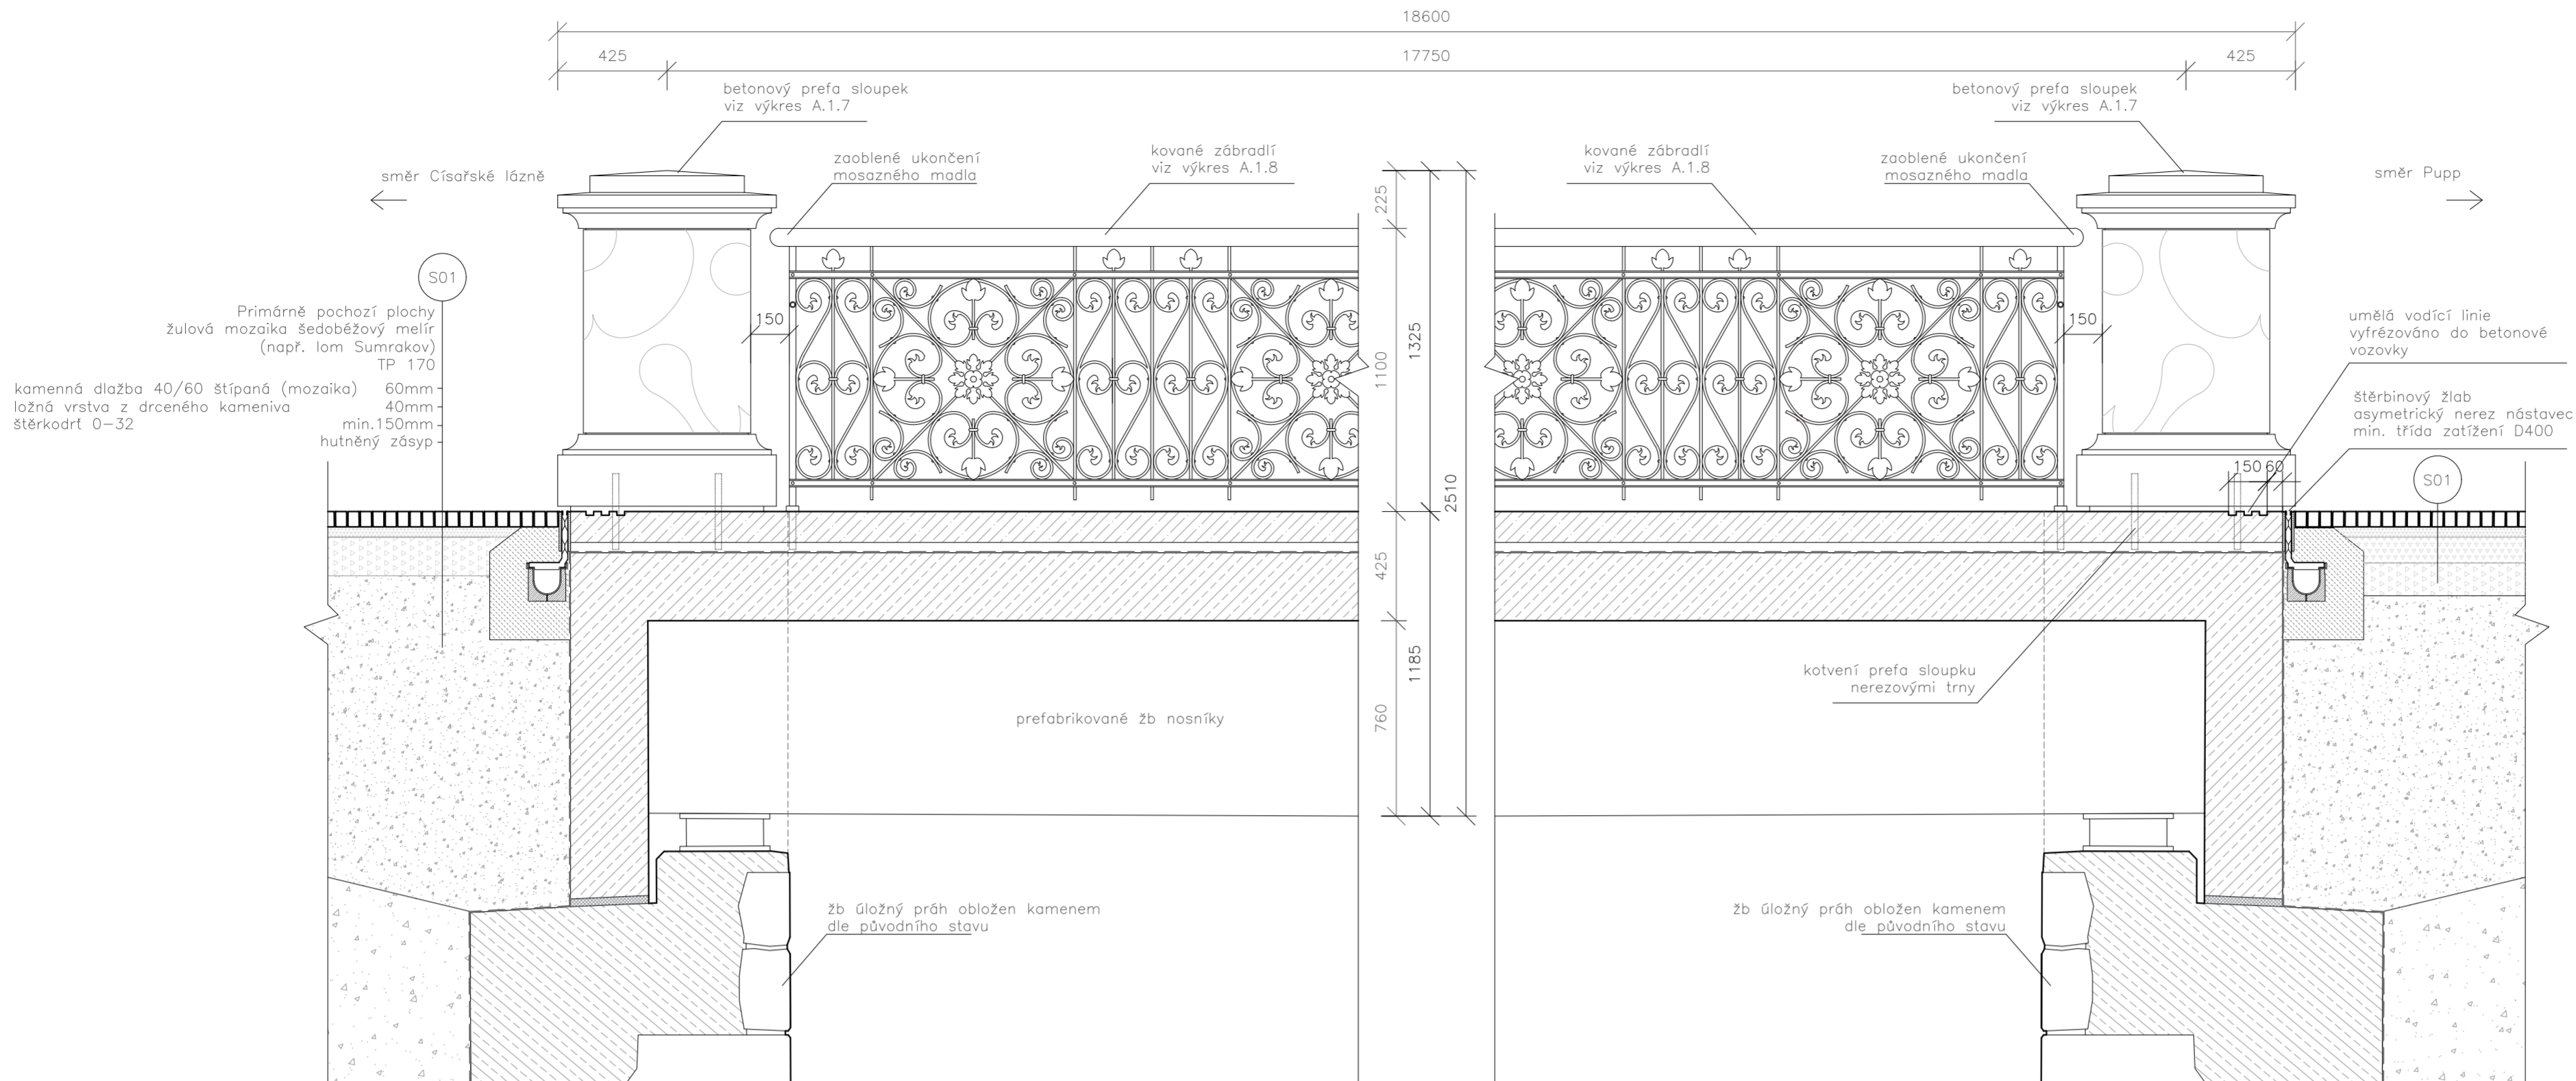 18600
425
17750
425
betonový prefa sloupek
viz výkres A.1.7
betonový prefa sloupek
viz výkres A.1.7
zaoblené ukončení
mosazného madla
kované zábradlí
viz výkres A.1.8
kované zábradlí
viz výkres A.1.8
zaoblené ukončení
mosazného madla
směr Císařské lázně
směr Pupp
225
1325
1100
2510
425
1185
760
150
150
S01
Primárně pochozí plochy
žulová mozaika šedobéžový melír
(např. lom Sumrakov)
TP 170
kamenná dlažba 40/60 štípaná (mozaika) 60mm
ložná vrstva z drceného kameniva 40mm
štěrkodrť 0-32 min.150mm
hutněný zásyp
umělá vodící linie
vyfrézováno do betonové
vozovky
štěrbinový žlab
asymetrický nerez nástavec
min. třída zatížení D400
150 60
S01
kotvení prefa sloupku
nerezovými trny
prefabrikované žb nosníky
žb úložný práh obložen kamenem
dle původního stavu
žb úložný práh obložen kamenem
dle původního stavu